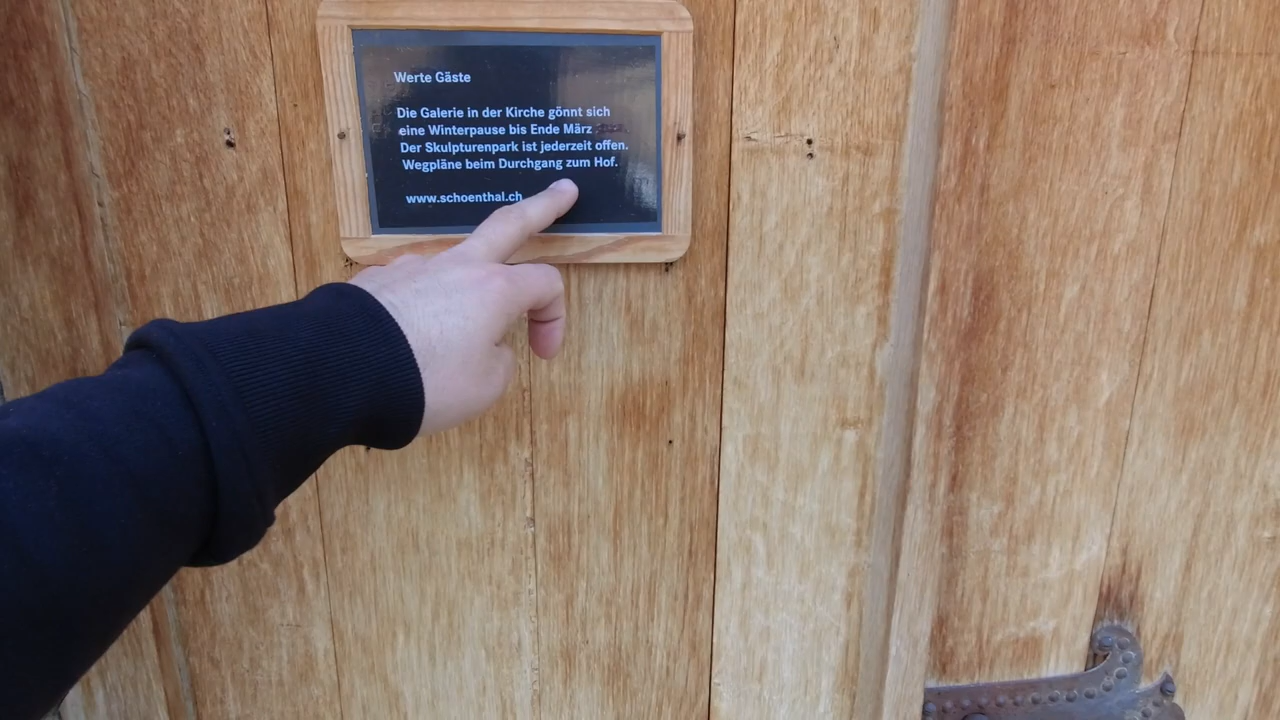 Werte Gäste
Die Galerie in der Kirche gönnt sich
eine Winterpause bis Ende März
Der Skulpturenpark ist jederzeit offen.
Wegpläne beim Durchgang zum Hof.
www.schoenthal.ch